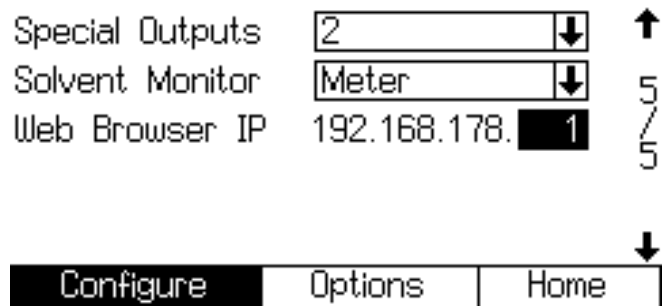 Special Outputs 2
Solvent Monitor Meter
Web Browser IP 192.168.178. 1
5/5
Configure Options Home